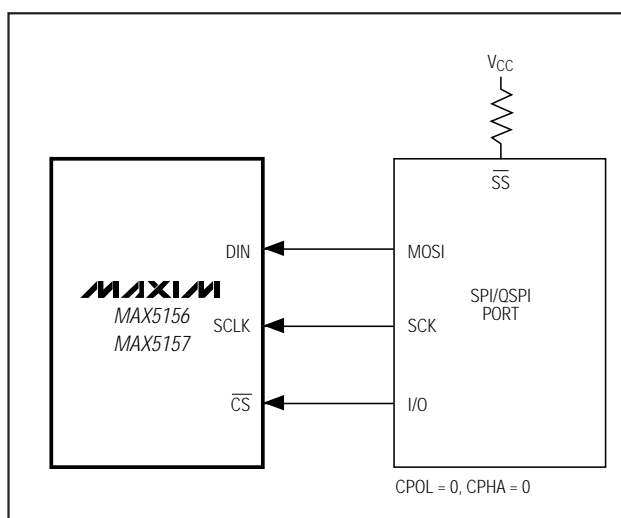 VCC
SS
DIN
MOSI
MAXIM
MAX5156
MAX5157
SPI/QSPI
PORT
SCLK
SCK
CS
I/O
CPOL = 0, CPHA = 0